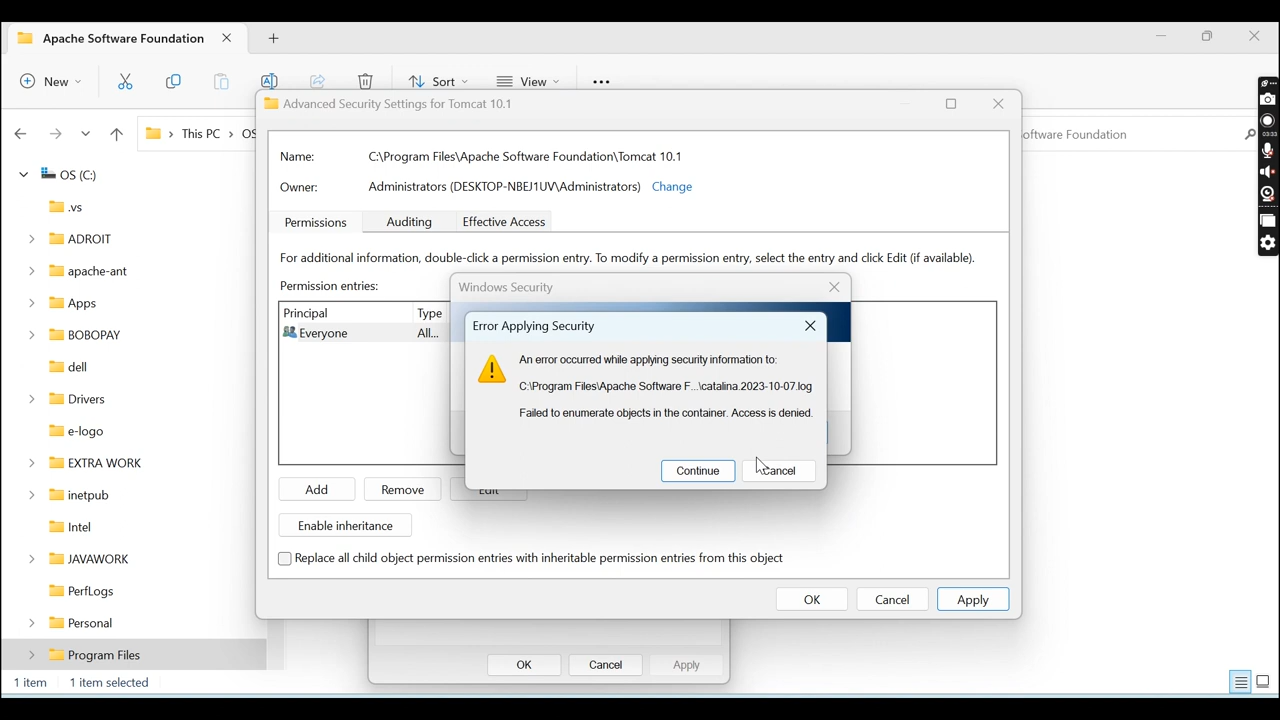 Apache Software Foundation
New
Sort
View
This PC
OS
oftware Foundation
OS (C:)
.vs
ADROIT
apache-ant
Apps
BOBOPAY
dell
Drivers
e-logo
EXTRA WORK
inetpub
Intel
JAVAWORK
PerfLogs
Personal
Program Files
1 item
1 item selected
Advanced Security Settings for Tomcat 10.1
Name: C:\Program Files\Apache Software Foundation\Tomcat 10.1
Owner: Administrators (DESKTOP-NBEJ1UV\Administrators) Change
Permissions Auditing Effective Access
For additional information, double-click a permission entry. To modify a permission entry, select the entry and click Edit (if available).
Permission entries:
Principal Type
Everyone All...
Add Remove Edit
Enable inheritance
Replace all child object permission entries with inheritable permission entries from this object
OK Cancel Apply
Windows Security
Error Applying Security
An error occurred while applying security information to:
C:\Program Files\Apache Software F...\catalina.2023-10-07.log
Failed to enumerate objects in the container. Access is denied.
Continue Cancel
OK Cancel Apply
03:33